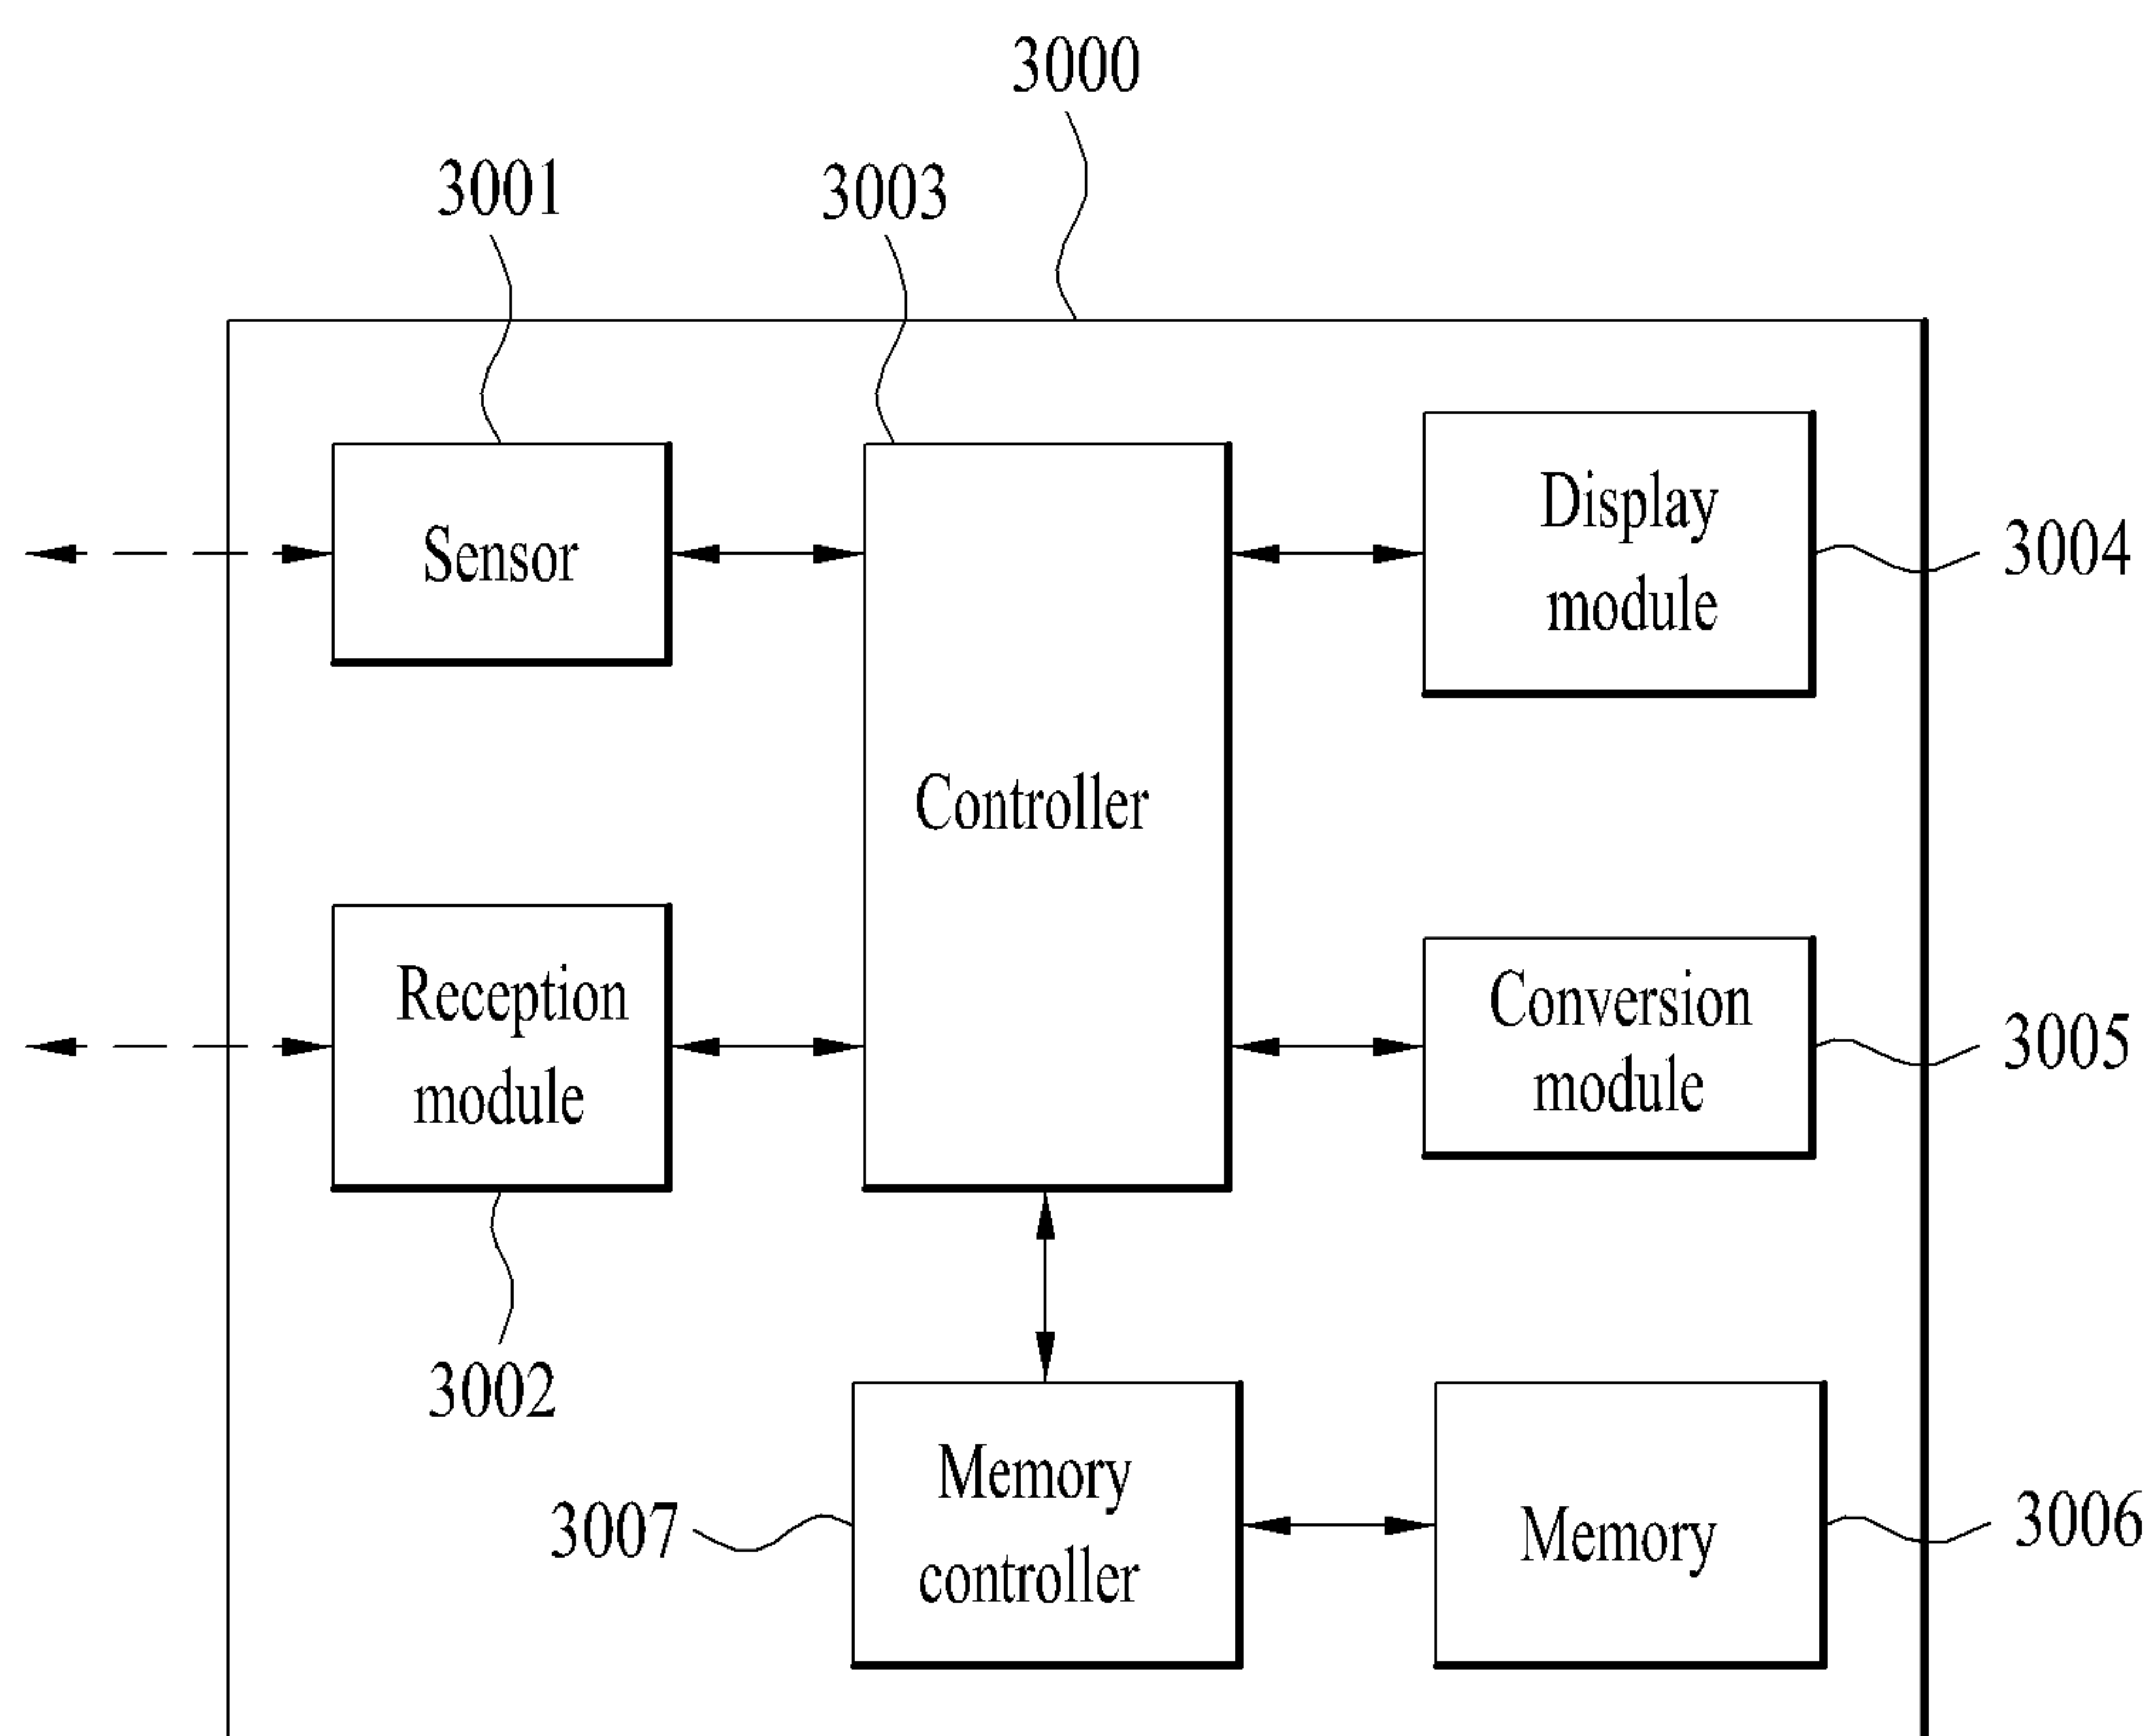 3000
3001
3003
Sensor
Controller
Display
module
3004
Reception
module
3002
Conversion
module
3005
Memory
controller
3007
Memory
3006